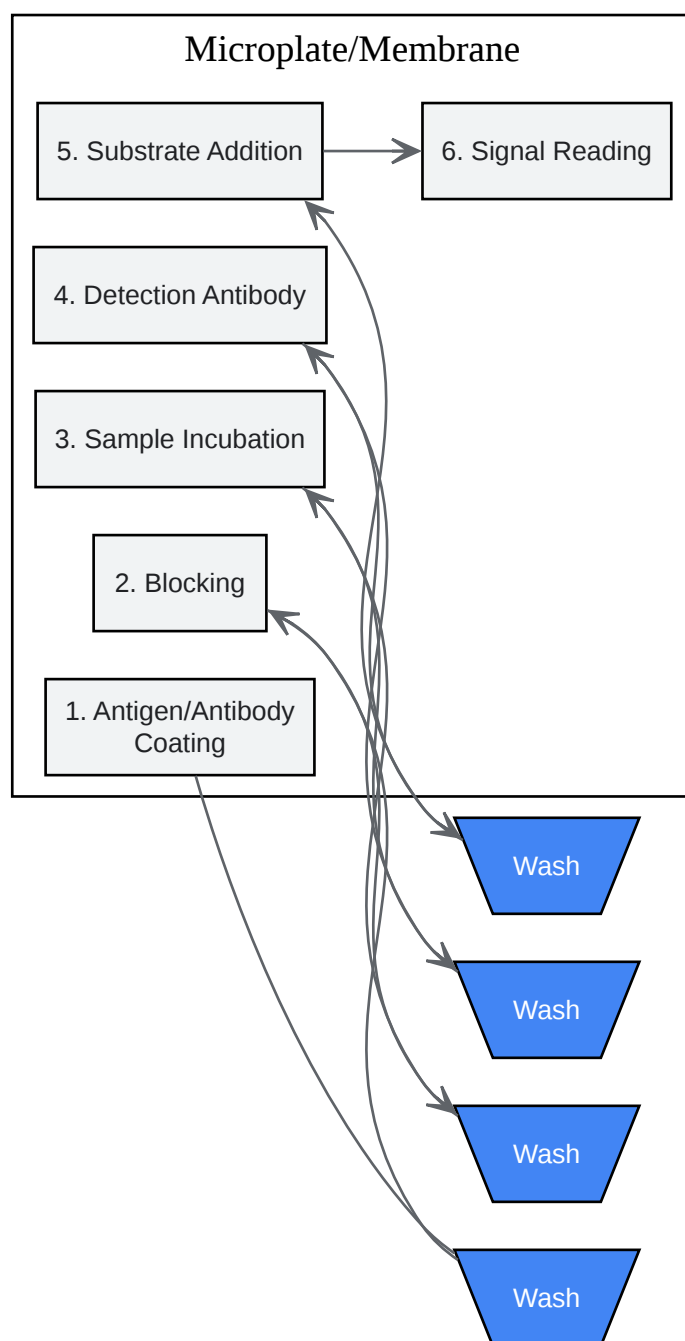 Microplate/Membrane
5. Substrate Addition
6. Signal Reading
4. Detection Antibody
3. Sample Incubation
2. Blocking
1. Antigen/Antibody
Coating
Wash
Wash
Wash
Wash